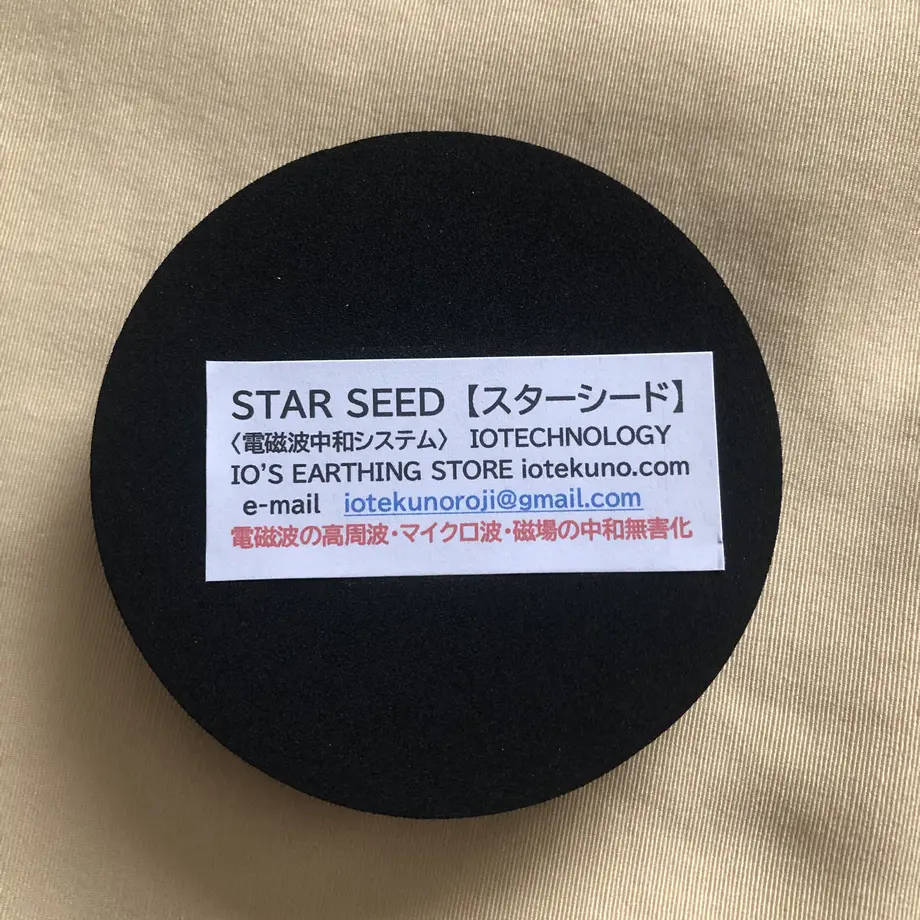 STAR SEED【スターシード】
〈電磁波中和システム〉 IOTECHNOLOGY
IO'S EARTHING STORE iotekuno.com
e-mail iotekunoroji@gmail.com
電磁波の高周波・マイクロ波・磁場の中和無害化